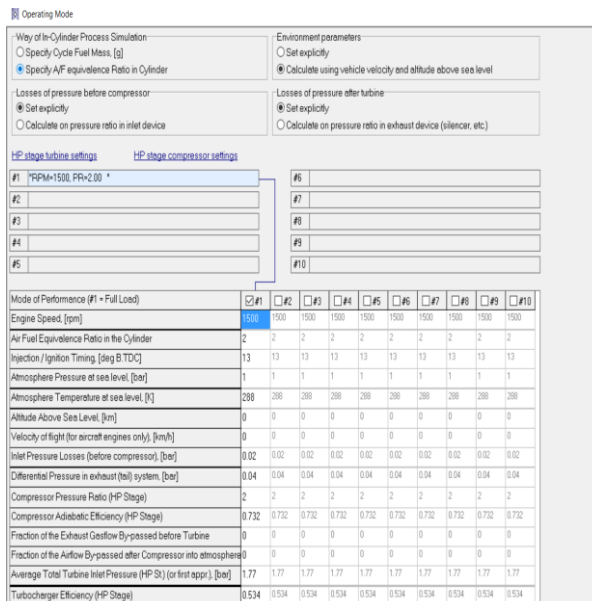 Operating Mode
Way of In-Cylinder Process Simulation
Specify Cycle Fuel Mass, [g]
Specify A/F equivalence Ratio in Cylinder
Environment parameters
Set explicitly
Calculate using vehicle velocity and altitude above sea level
Losses of pressure before compressor
Set explicitly
Calculate on pressure ratio in inlet device
Losses of pressure after turbine
Set explicitly
Calculate on pressure ratio in exhaust device (silencer, etc.)
HP stage turbine settings HP stage compressor settings
#1 "RPM=1500, PR=2.00 " #6
#2 #7
#3 #8
#4 #9
#5 #10
Mode of Performance (#1 = Full Load) #1 #2 #3 #4 #5 #6 #7 #8 #9 #10
Engine Speed, [rpm] 1500 1500 1500 1500 1500 1500 1500 1500 1500 1500
Air Fuel Equivalence Ratio in the Cylinder 2 2 2 2 2 2 2 2 2 2
Injection / Ignition Timing, [deg B.TDC] 13 13 13 13 13 13 13 13 13 13
Atmosphere Pressure at sea level, [bar] 1 1 1 1 1 1 1 1 1 1
Atmosphere Temperature at sea level, [K] 288 288 288 288 288 288 288 288 288 288
Altitude Above Sea Level, [km] 0 0 0 0 0 0 0 0 0 0
Velocity of flight (for aircraft engines only), [km/h] 0 0 0 0 0 0 0 0 0 0
Inlet Pressure Losses (before compressor), [bar] 0.02 0.02 0.02 0.02 0.02 0.02 0.02 0.02 0.02 0.02
Differential Pressure in exhaust (tail) system, [bar] 0.04 0.04 0.04 0.04 0.04 0.04 0.04 0.04 0.04 0.04
Compressor Pressure Ratio (HP Stage) 2 2 2 2 2 2 2 2 2 2
Compressor Adiabatic Efficiency (HP Stage) 0.732 0.732 0.732 0.732 0.732 0.732 0.732 0.732 0.732 0.732
Fraction of the Exhaust Gasflow By-passed before Turbine 0 0 0 0 0 0 0 0 0 0
Fraction of the Airflow By-passed after Compressor into atmosphere 0 0 0 0 0 0 0 0 0 0
Average Total Turbine Inlet Pressure (HP St.) (or first appr.), [bar] 1.77 1.77 1.77 1.77 1.77 1.77 1.77 1.77 1.77 1.77
Turbocharger Efficiency (HP Stage) 0.534 0.534 0.534 0.534 0.534 0.534 0.534 0.534 0.534 0.534